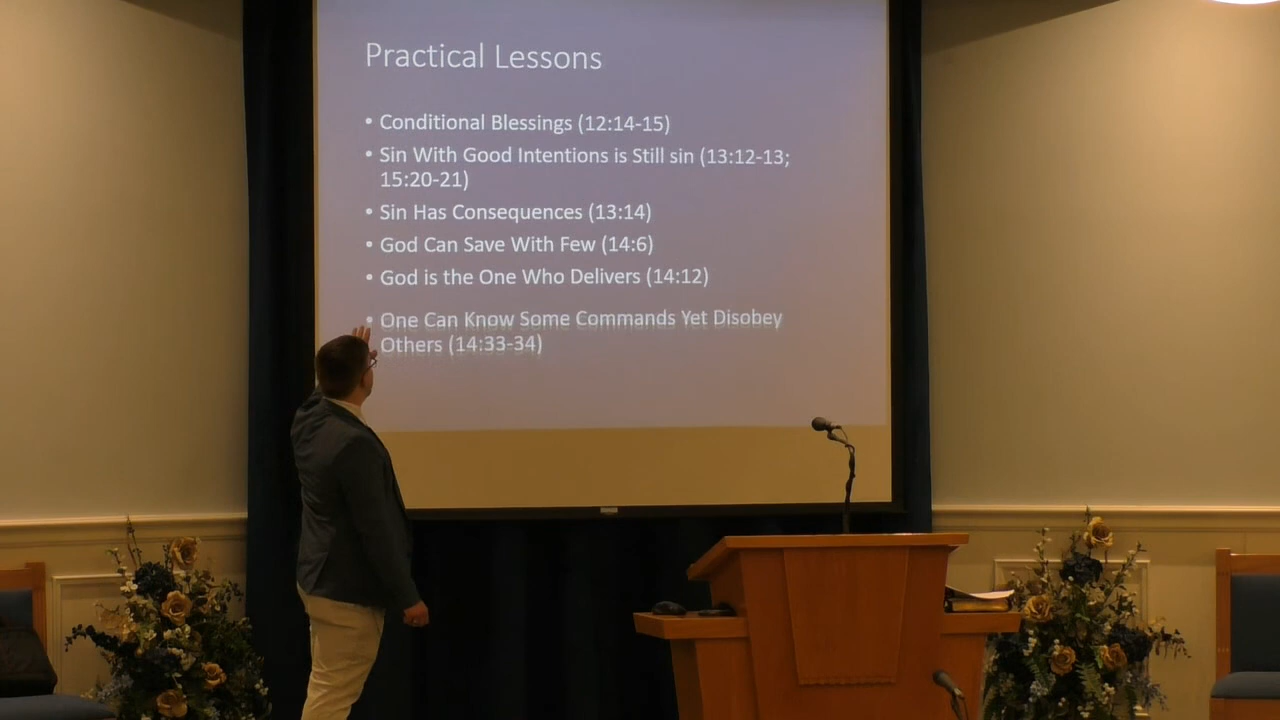 Practical Lessons
• Conditional Blessings (12:14-15)
• Sin With Good Intentions is Still sin (13:12-13;
15:20-21)
• Sin Has Consequences (13:14)
• God Can Save With Few (14:6)
• God is the One Who Delivers (14:12)
• One Can Know Some Commands Yet Disobey
Others (14:33-34)